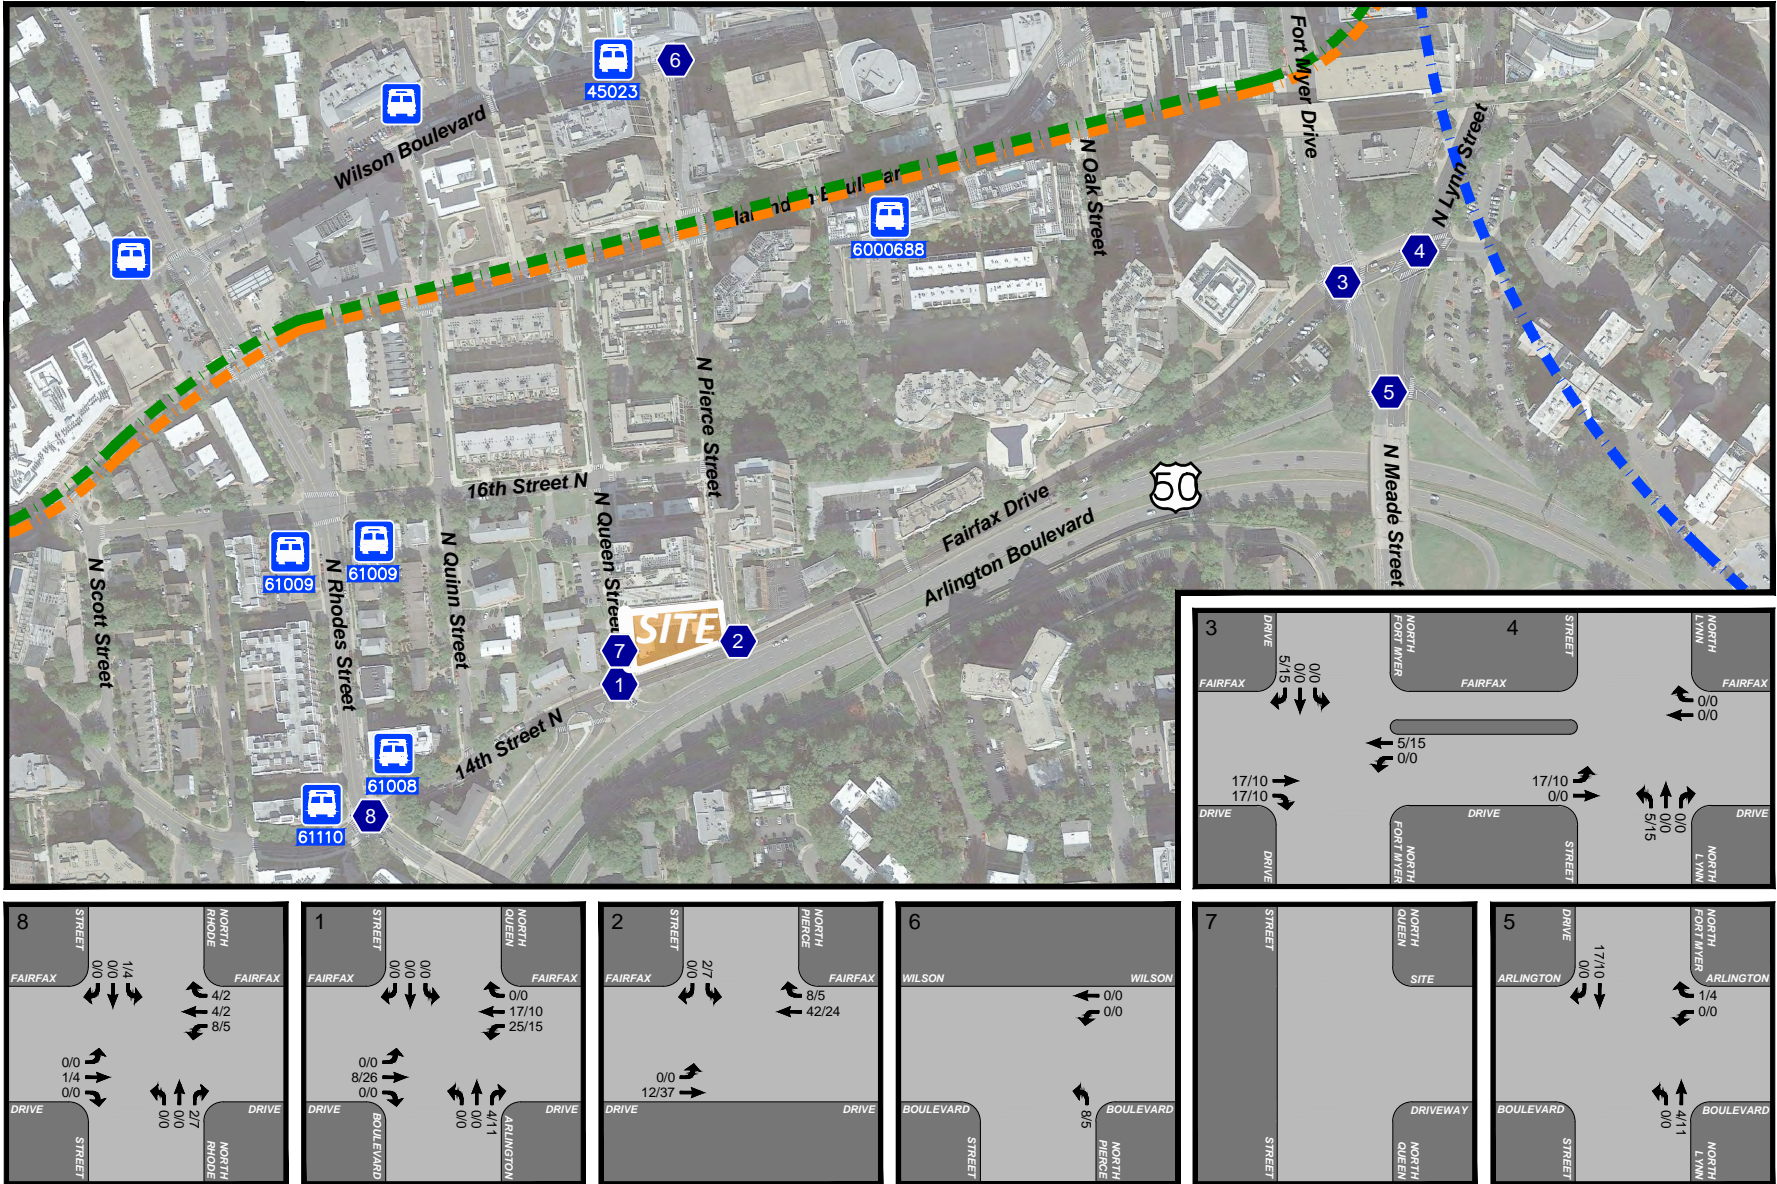 Fort Myer Drive
6
45023
Wilson Boulevard
N Lynn Street
N Oak Street
6000688
4
3
N Pierce Street
5
16th Street N
50
N Queen Street
Fairfax Drive
N Meade Street
Arlington Boulevard
61009
61009
N Scott Street
N Rhodes Street
N Quinn Street
SITE
2
7
1
14th Street N
61008
61110
8
3
DRIVE
NORTH
FORT MYER
4
STREET
NORTH
LYNN
5/15
0/0
0/0
FAIRFAX
FAIRFAX
FAIRFAX
0/0
0/0
5/15
0/0
17/10
17/10
17/10
0/0
5/15
0/0
0/0
DRIVE
DRIVE
DRIVE
DRIVE
NORTH
FORT MYER
STREET
NORTH
LYNN
8
STREET
NORTH
RHODE
0/0
0/0
1/4
FAIRFAX
FAIRFAX
4/2
4/2
8/5
0/0
1/4
0/0
0/0
0/0
2/7
DRIVE
DRIVE
STREET
NORTH
RHODE
1
STREET
NORTH
QUEEN
0/0
0/0
0/0
FAIRFAX
FAIRFAX
0/0
17/10
25/15
0/0
8/26
0/0
0/0
0/0
4/11
DRIVE
DRIVE
BOULEVARD
ARLINGTON
2
STREET
NORTH
PIERCE
0/0
2/7
FAIRFAX
FAIRFAX
8/5
42/24
0/0
12/37
DRIVE
DRIVE
6
WILSON
WILSON
0/0
0/0
8/5
BOULEVARD
BOULEVARD
STREET
NORTH
PIERCE
7
STREET
NORTH
QUEEN
SITE
DRIVEWAY
STREET
NORTH
QUEEN
5
DRIVE
NORTH
FORT MYER
0/0
17/10
ARLINGTON
ARLINGTON
1/4
0/0
0/0
4/11
BOULEVARD
BOULEVARD
STREET
NORTH
LYNN